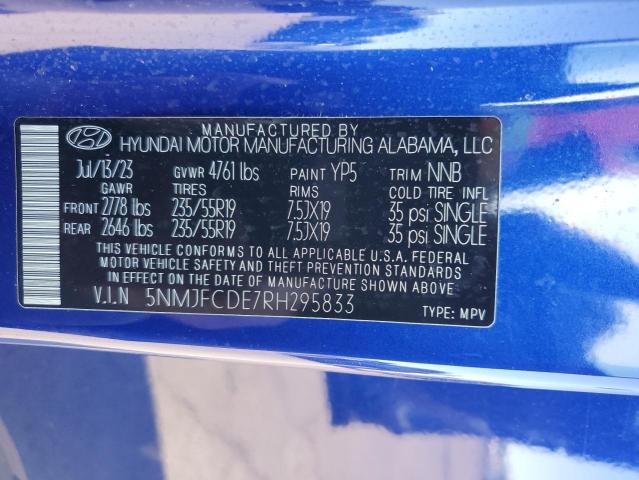 MANUFACTURED BY
HYUNDAI MOTOR MANUFACTURING ALABAMA, LLC
Jul/13/23 GVWR 4761 lbs PAINT YP5 TRIM NNB
GAWR TIRES RIMS COLD TIRE INFL
FRONT 2778 lbs 235/55R19 7.5JX19 35 psi SINGLE
REAR 2646 lbs 235/55R19 7.5JX19 35 psi SINGLE
THIS VEHICLE CONFORMS TO ALL APPLICABLE U.S.A. FEDERAL
MOTOR VEHICLE SAFETY AND THEFT PREVENTION STANDARDS
IN EFFECT ON THE DATE OF MANUFACTURE SHOWN ABOVE
V.I.N 5NMJFCDE7RH295833
TYPE: MPV